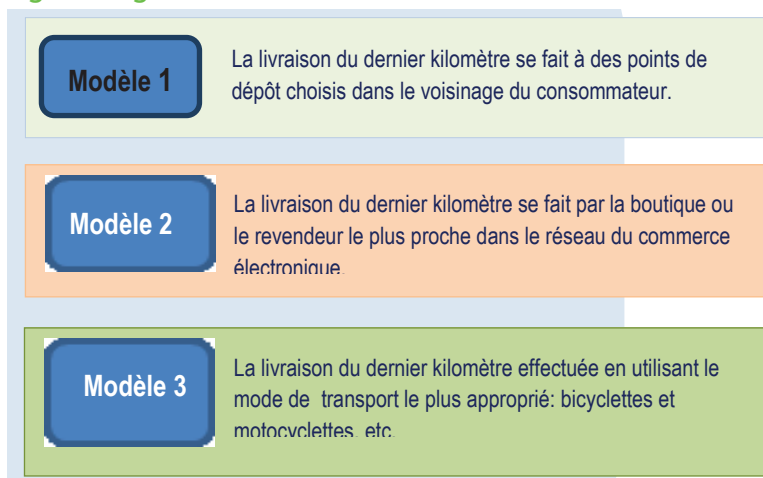 Modèle 1
La livraison du dernier kilomètre se fait à des points de
dépôt choisis dans le voisinage du consommateur.
Modèle 2
La livraison du dernier kilomètre se fait par la boutique ou
le revendeur le plus proche dans le réseau du commerce
électronique.
Modèle 3
La livraison du dernier kilomètre effectuée en utilisant le
mode de transport le plus approprié: bicyclettes et
motocyclettes, etc.